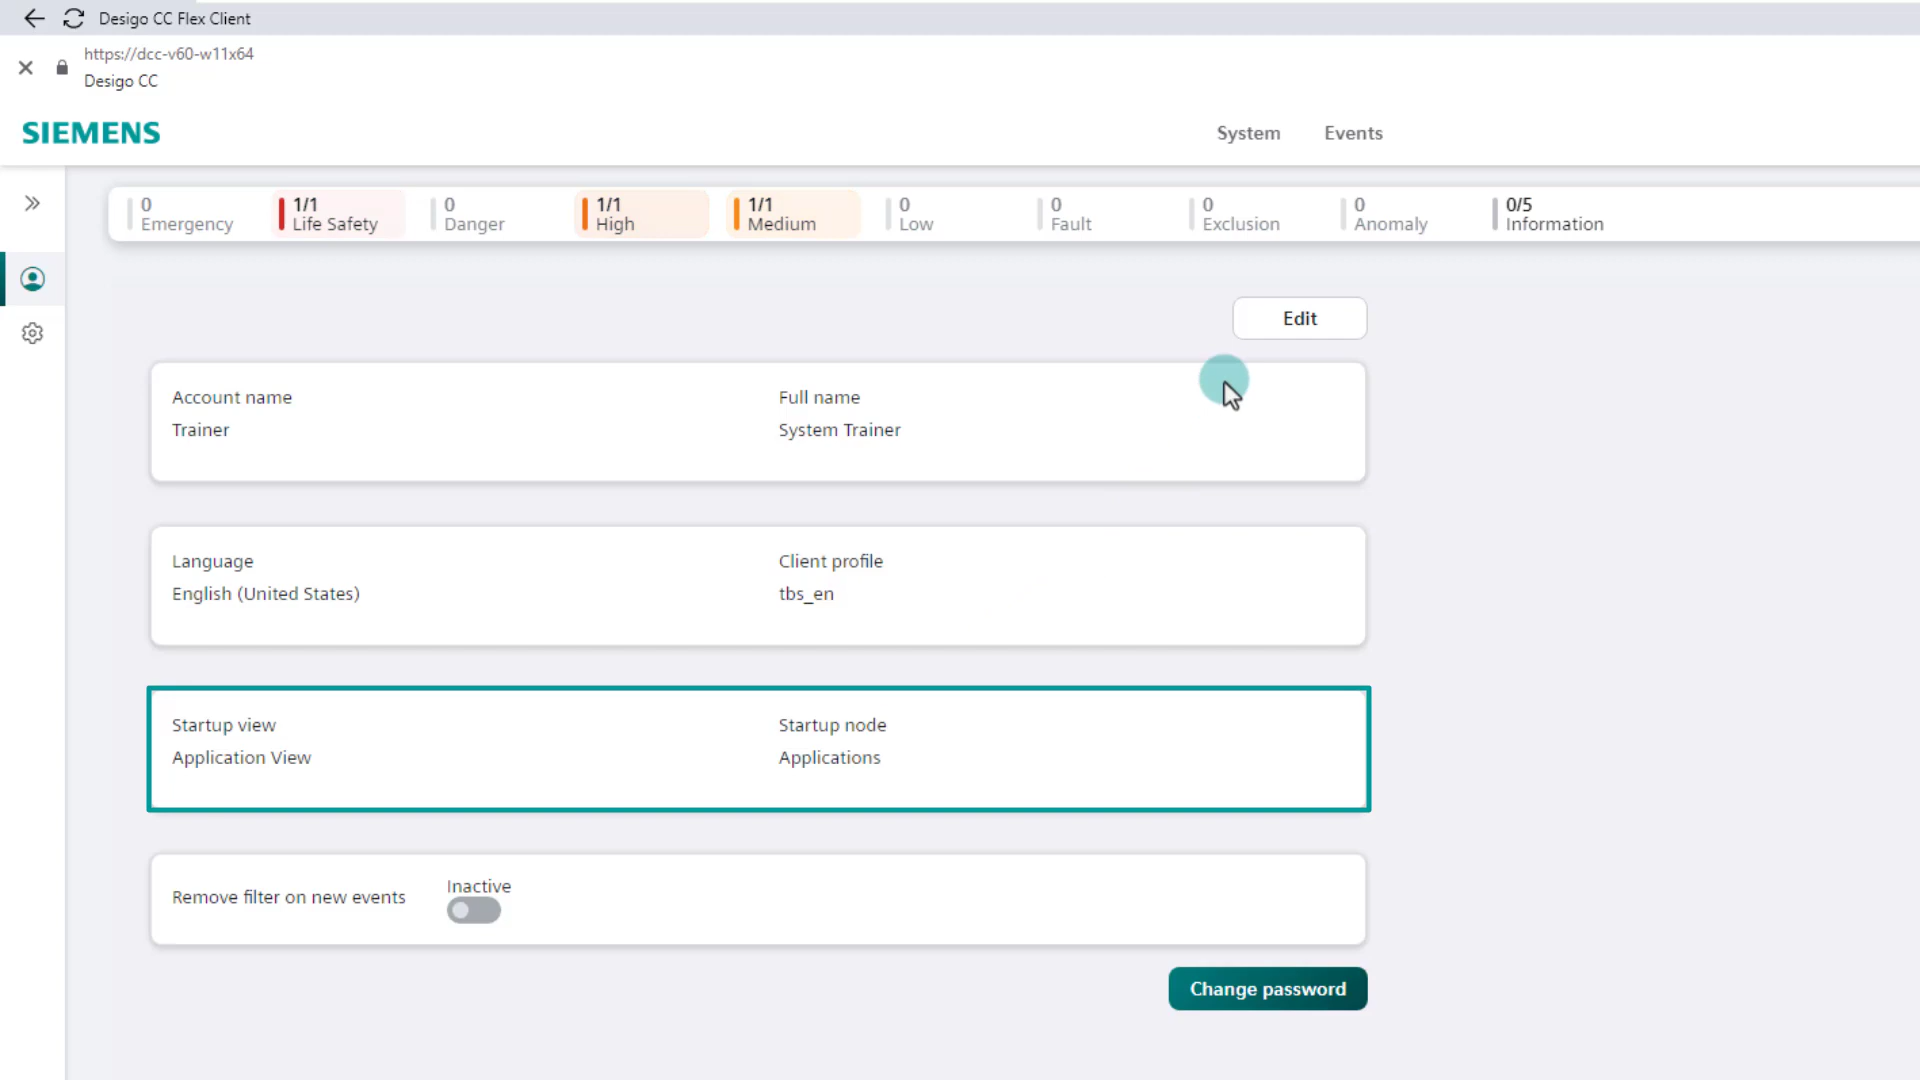 Desigo CC Flex Client
https://dcc-v60-w11x64
Desigo CC
SIEMENS
System Events
0 1/1 0 1/1 1/1 0 0 0 0 0/5
Emergency Life Safety Danger High Medium Low Fault Exclusion Anomaly Information
Edit
Account name Full name
Trainer System Trainer
Language Client profile
English (United States) tbs_en
Startup view Startup node
Application View Applications
Inactive
Remove filter on new events
Change password